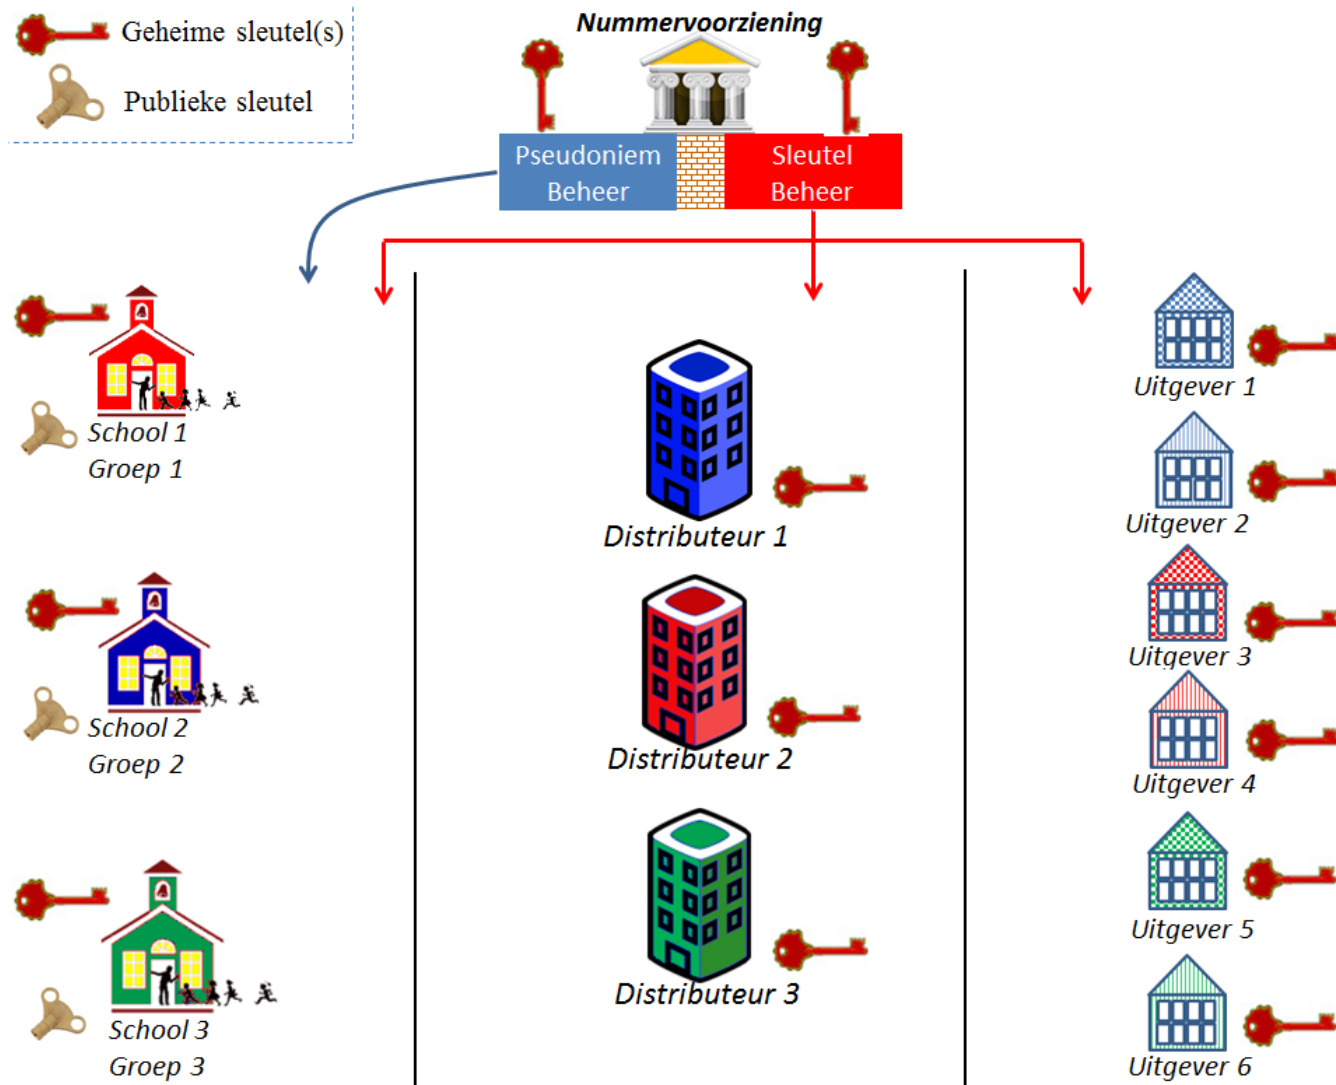 Geheime sleutel(s)
Publieke sleutel
Nummervoorziening
Pseudoniem
Beheer
Sleutel
Beheer
School 1
Groep 1
School 2
Groep 2
School 3
Groep 3
Distributeur 1
Distributeur 2
Distributeur 3
Uitgever 1
Uitgever 2
Uitgever 3
Uitgever 4
Uitgever 5
Uitgever 6